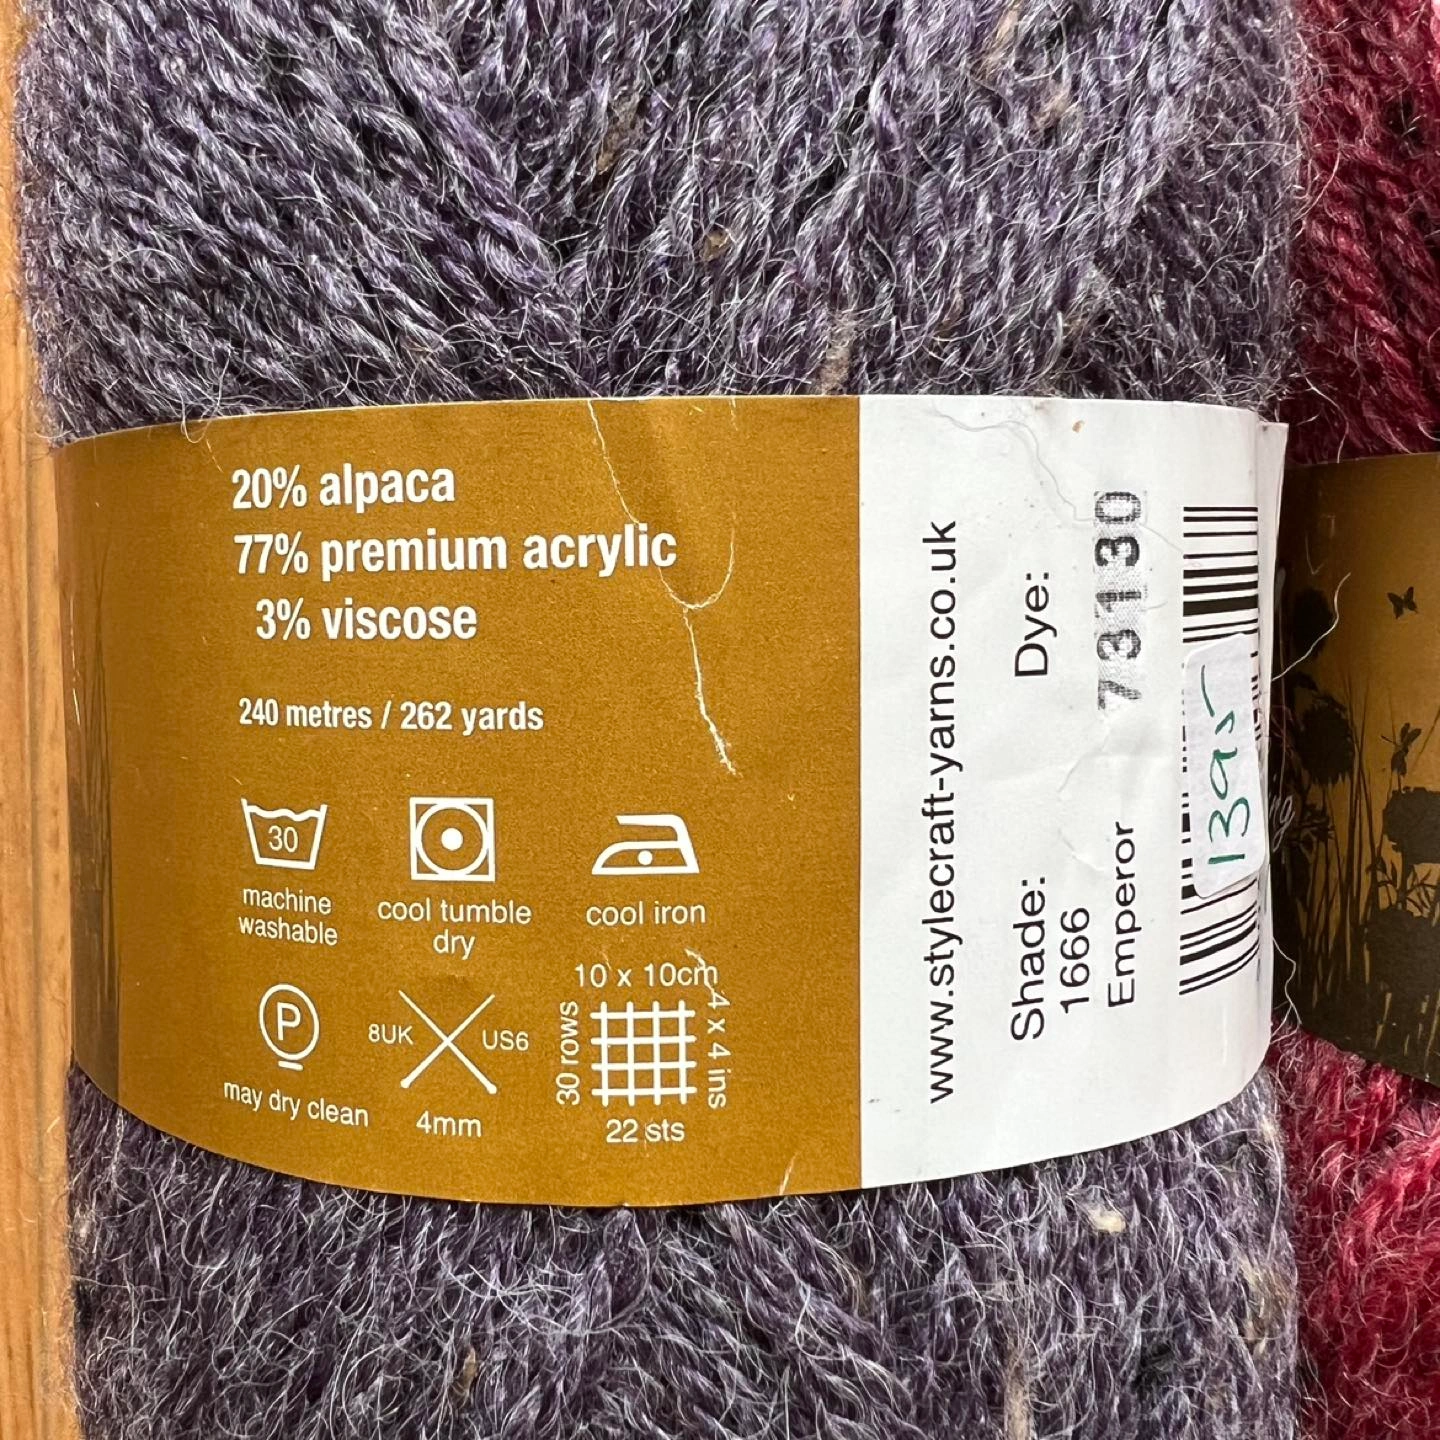 20% alpaca
77% premium acrylic
3% viscose
240 metres / 262 yards
30
machine
washable
cool tumble
dry
cool iron
P
may dry clean
8UK
US6
4mm
10 x 10cm
30 rows
4 x 4 ins
22 sts
www.stylecraft-yarns.co.uk
Shade:
1666
Emperor
Dye:
73130
1395